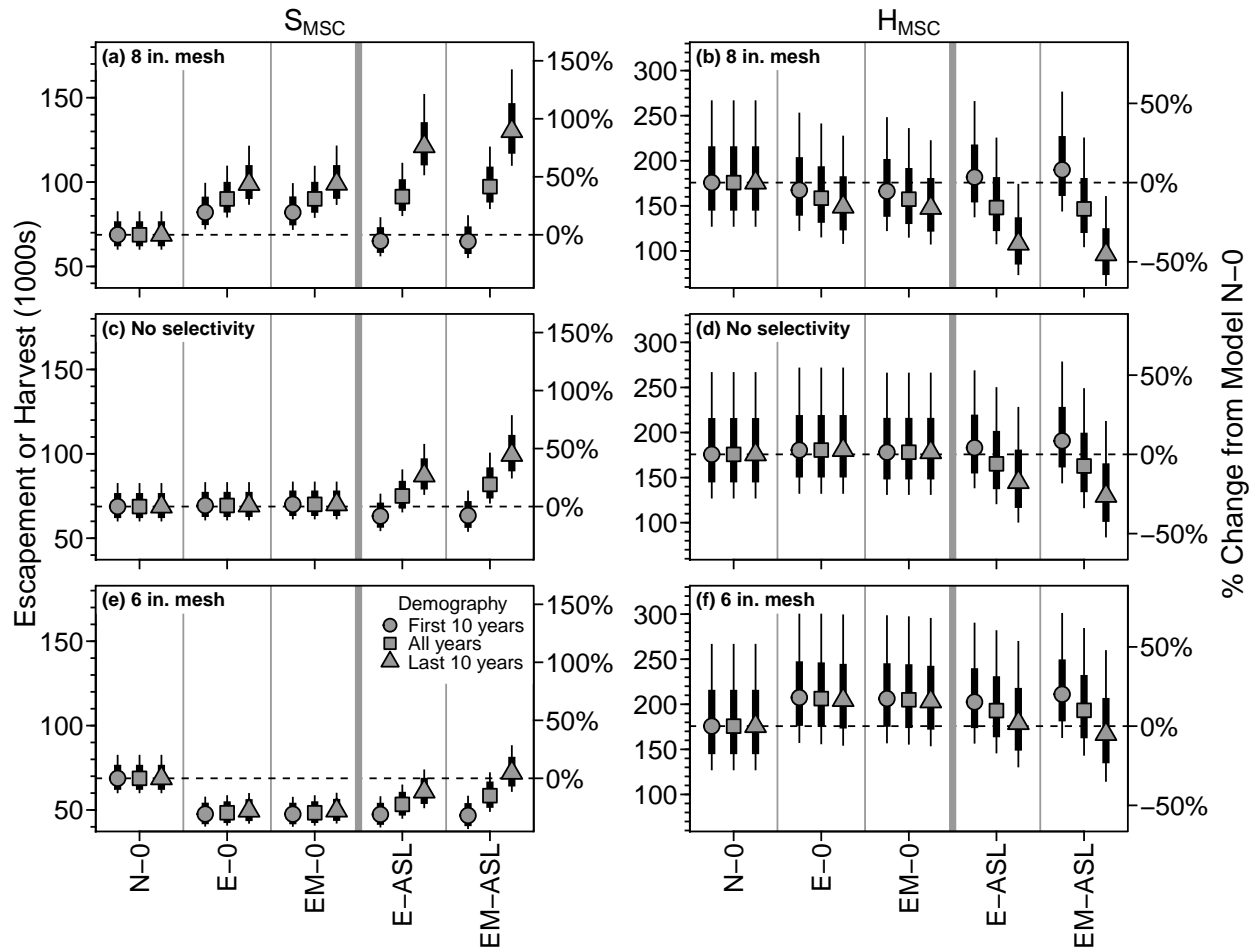 S_MSC
H_MSC
(a) 8 in. mesh
150
100
50
150%
100%
50%
0%
(b) 8 in. mesh
300
250
200
150
100
50%
0%
−50%
(c) No selectivity
150
100
50
150%
100%
50%
0%
(d) No selectivity
300
250
200
150
100
50%
0%
−50%
(e) 6 in. mesh
150
100
50
150%
100%
50%
0%
Demography
First 10 years
All years
Last 10 years
(f) 6 in. mesh
300
250
200
150
100
50%
0%
−50%
N−0
E−0
EM−0
E−ASL
EM−ASL
N−0
E−0
EM−0
E−ASL
EM−ASL
Escapement or Harvest (1000s)
% Change from Model N−0